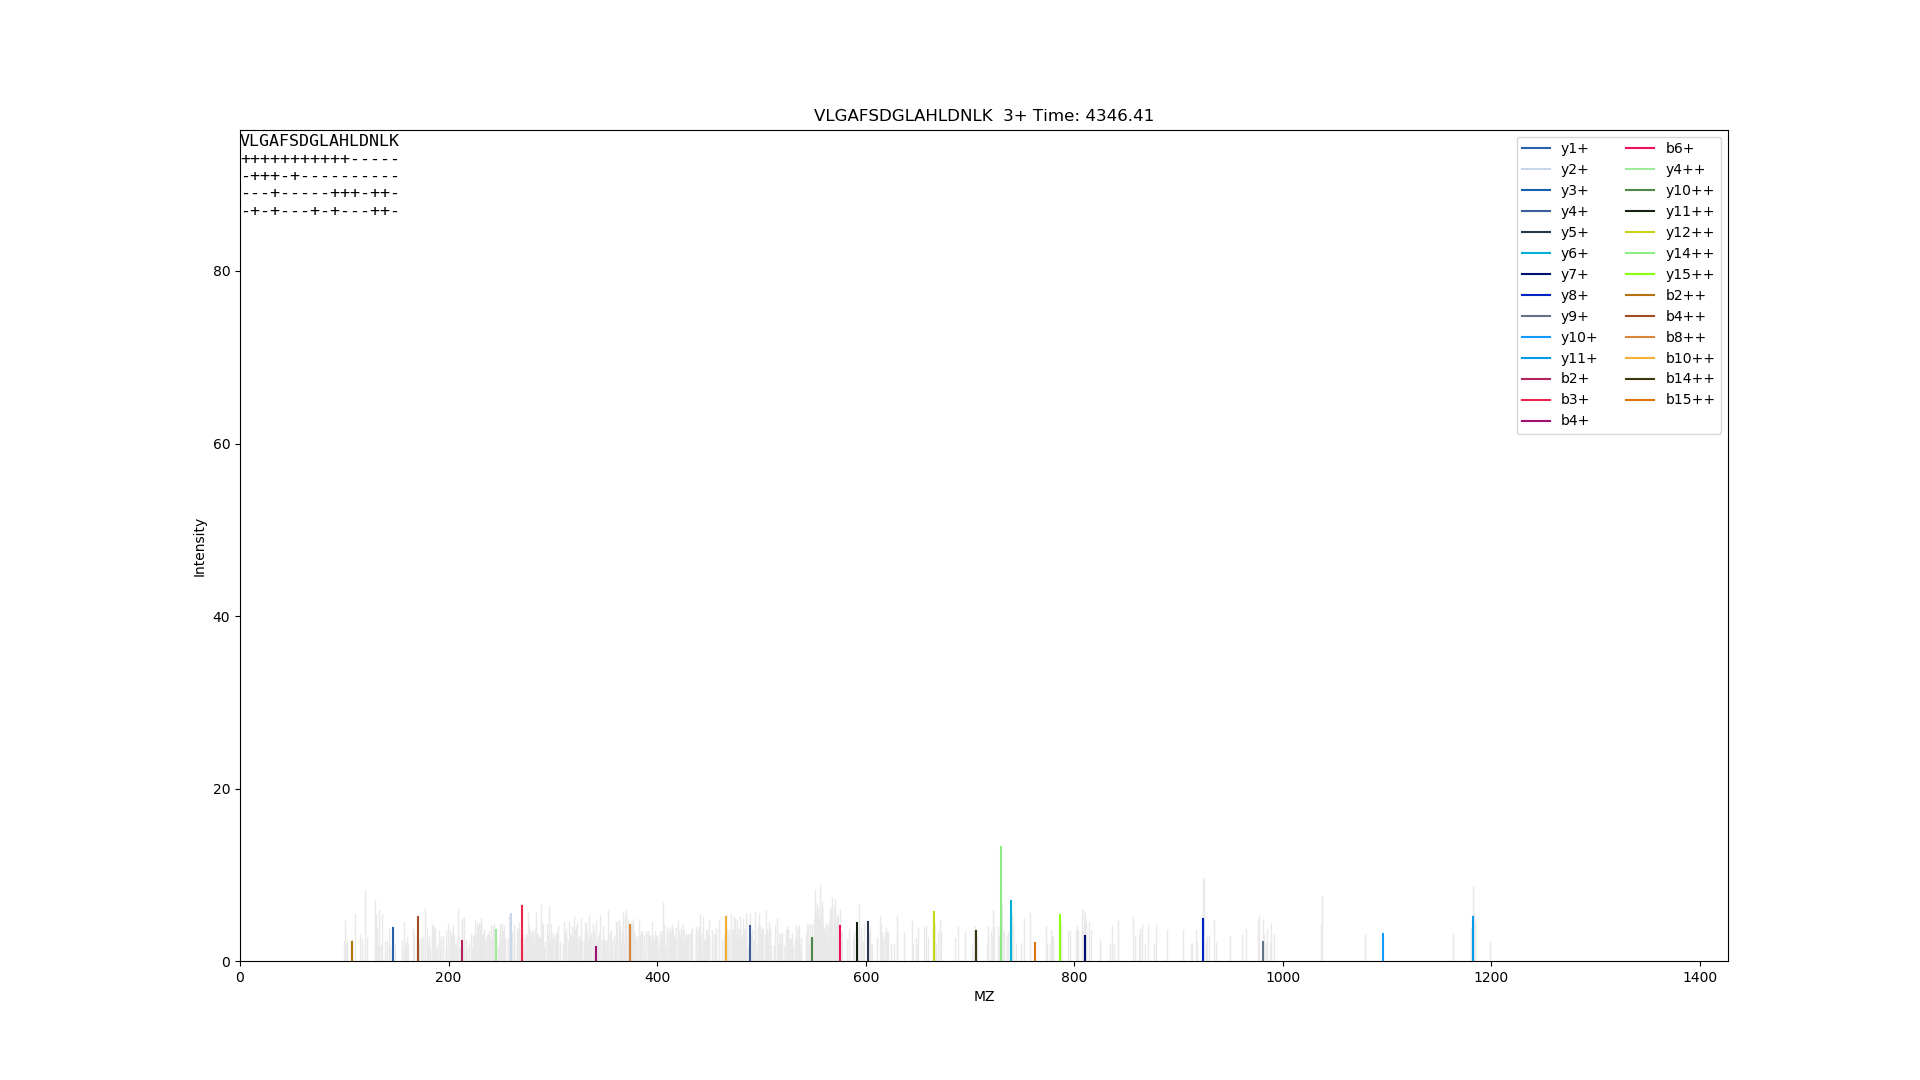 VLGAFSDGLAHLDNLK  3+ Time: 4346.41
VLGAFSDGLAHLDNLK
+++++++++++-----
-+++-+----------
---+-----+++-++-
-+-+---+-+---++-
y1+
y2+
y3+
y4+
y5+
y6+
y7+
y8+
y9+
y10+
y11+
b2+
b3+
b4+
b6+
y4++
y10++
y11++
y12++
y14++
y15++
b2++
b4++
b8++
b10++
b14++
b15++
80
60
40
20
0
Intensity
0 200 400 600 800 1000 1200 1400
MZ